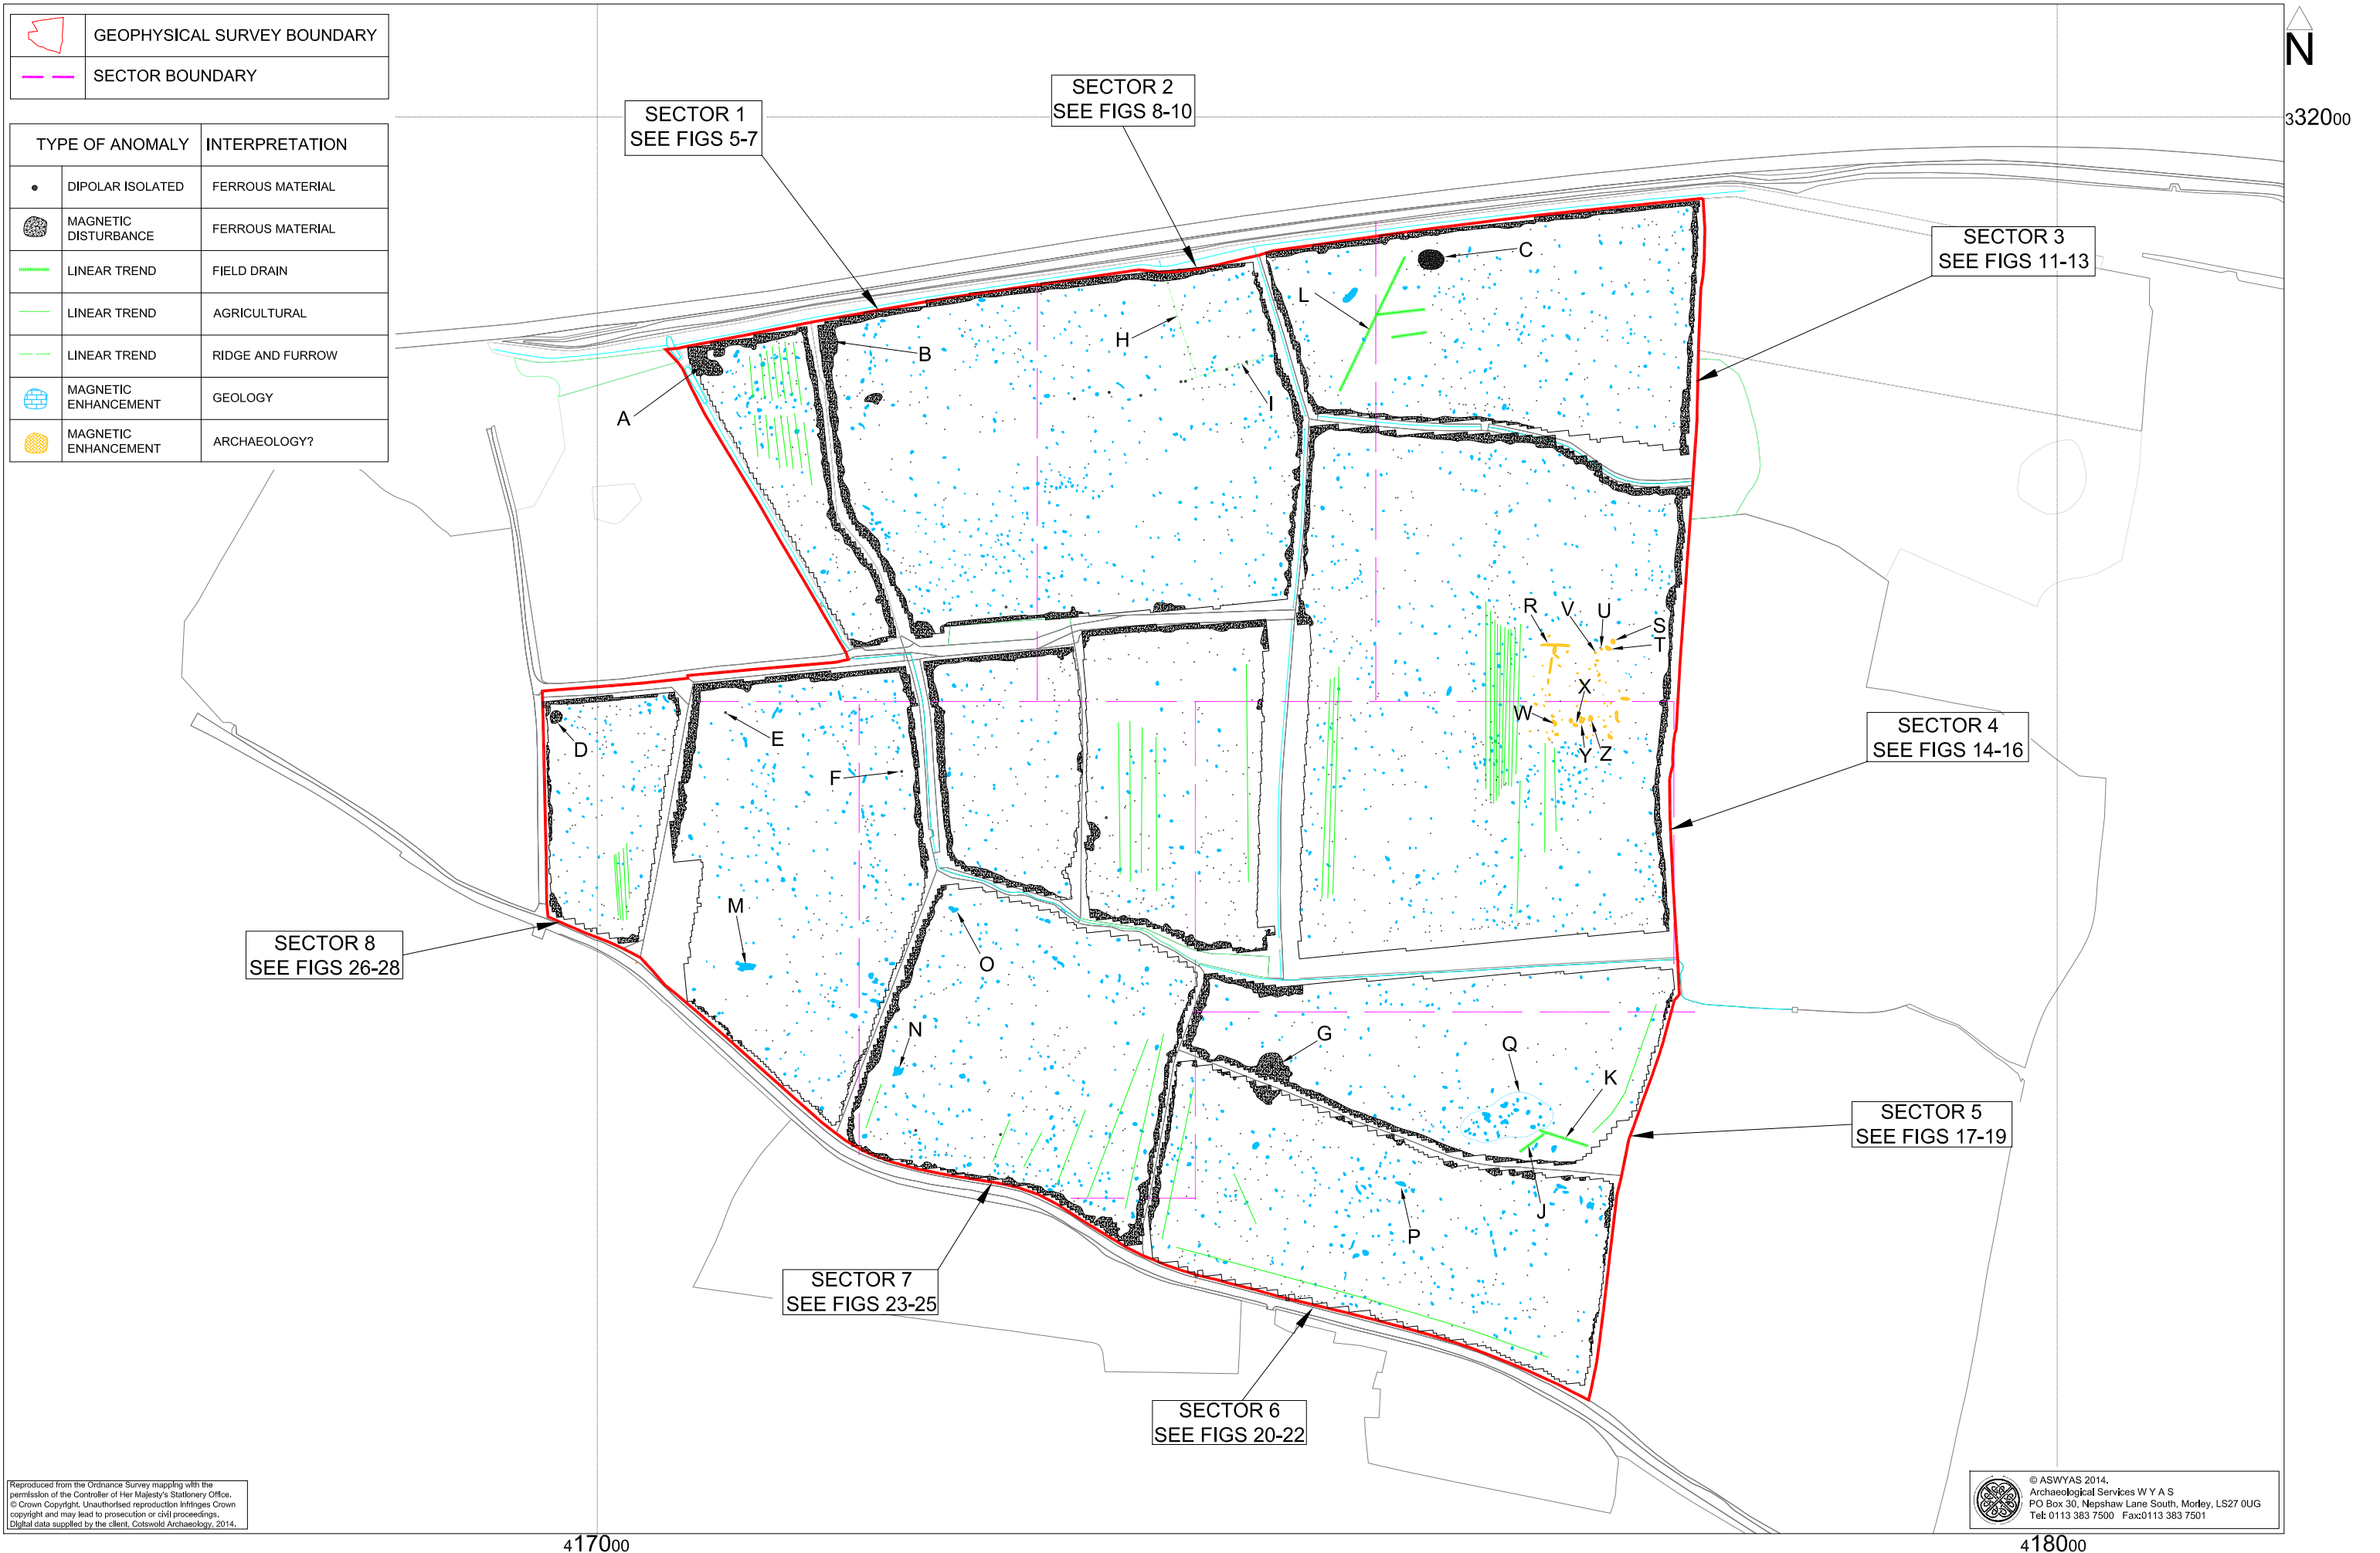 GEOPHYSICAL SURVEY BOUNDARY
SECTOR BOUNDARY
TYPE OF ANOMALY INTERPRETATION
DIPOLAR ISOLATED FERROUS MATERIAL
MAGNETIC
DISTURBANCE
FERROUS MATERIAL
LINEAR TREND FIELD DRAIN
LINEAR TREND AGRICULTURAL
LINEAR TREND RIDGE AND FURROW
MAGNETIC
ENHANCEMENT
GEOLOGY
MAGNETIC
ENHANCEMENT
ARCHAEOLOGY?
N
332000
SECTOR 1
SEE FIGS 5-7
SECTOR 2
SEE FIGS 8-10
SECTOR 3
SEE FIGS 11-13
C
L
B
H
A
I
R
V
U
S
T
X
W
Y
Z
SECTOR 4
SEE FIGS 14-16
D
E
F
M
O
N
G
Q
K
J
P
SECTOR 8
SEE FIGS 26-28
SECTOR 5
SEE FIGS 17-19
SECTOR 7
SEE FIGS 23-25
SECTOR 6
SEE FIGS 20-22
Reproduced from the Ordnance Survey mapping with the
permission of the Controller of Her Majesty's Stationery Office.
© Crown Copyright. Unauthorised reproduction infringes Crown
copyright and may lead to prosecution or civil proceedings.
Digital data supplied by the client, Cotswold Archaeology, 2014.
© ASWYAS 2014.
Archaeological Services W Y A S
PO Box 30, Nepshaw Lane South, Morley, LS27 0UG
Tel: 0113 383 7500 Fax:0113 383 7501
417000
418000